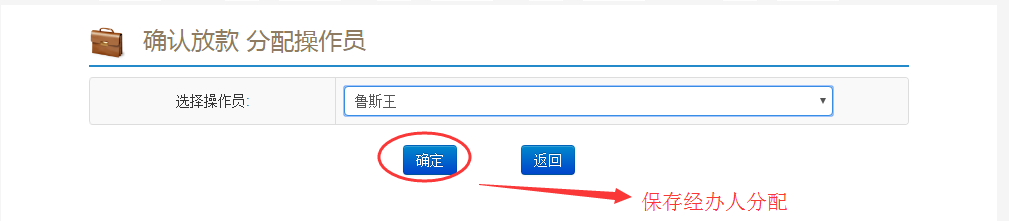 确认放款 分配操作员
选择操作员:
鲁斯王
确定
返回
保存经办人分配